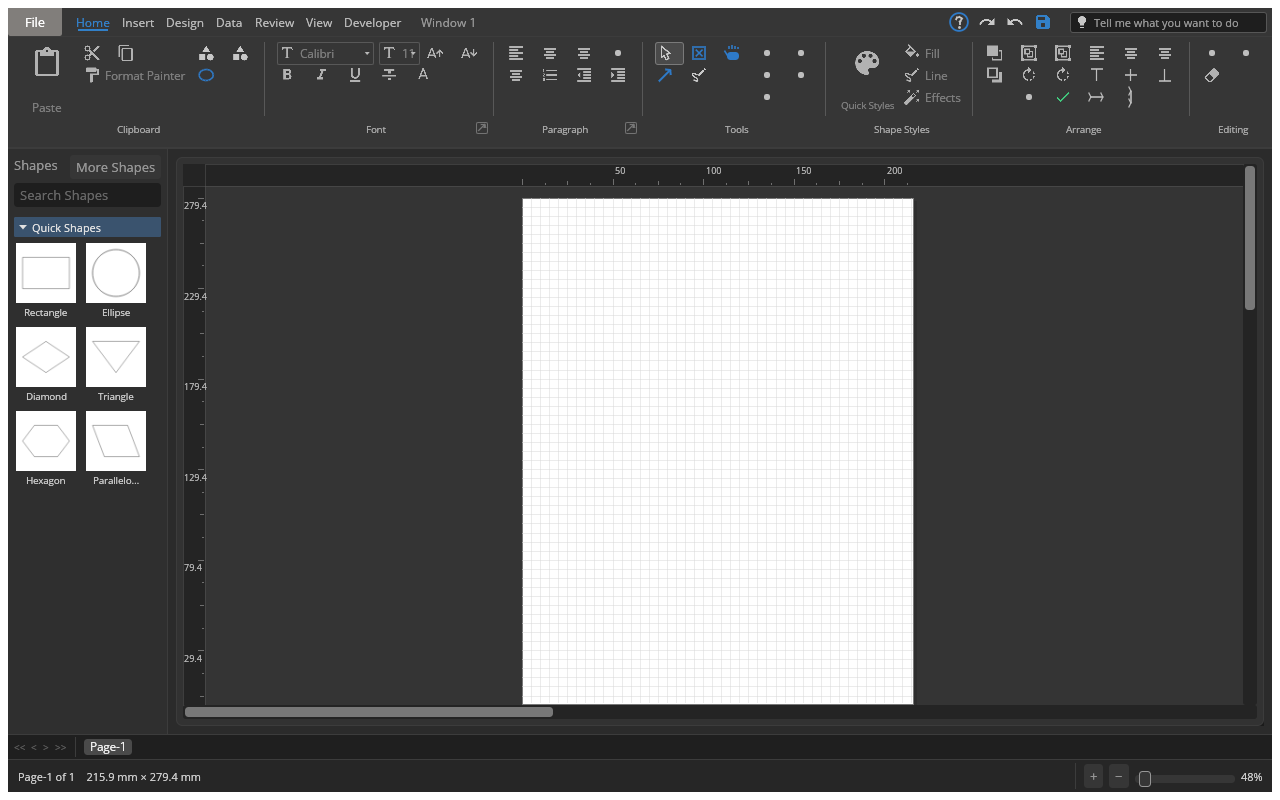 File Home Insert Design Data Review View Developer Window 1 ? Tell me what you want to do
T Calibri T 11 A A Fill
Format Painter B I U T A Line
Paste Quick Styles Effects
Clipboard Font Paragraph Tools Shape Styles Arrange Editing
Shapes More Shapes
Search Shapes
Quick Shapes
Rectangle Ellipse
Diamond Triangle
Hexagon Parallelo...
50 100 150 200
279.4
229.4
179.4
129.4
79.4
29.4
<< < > >> Page-1
Page-1 of 1 215.9 mm × 279.4 mm + − 48%